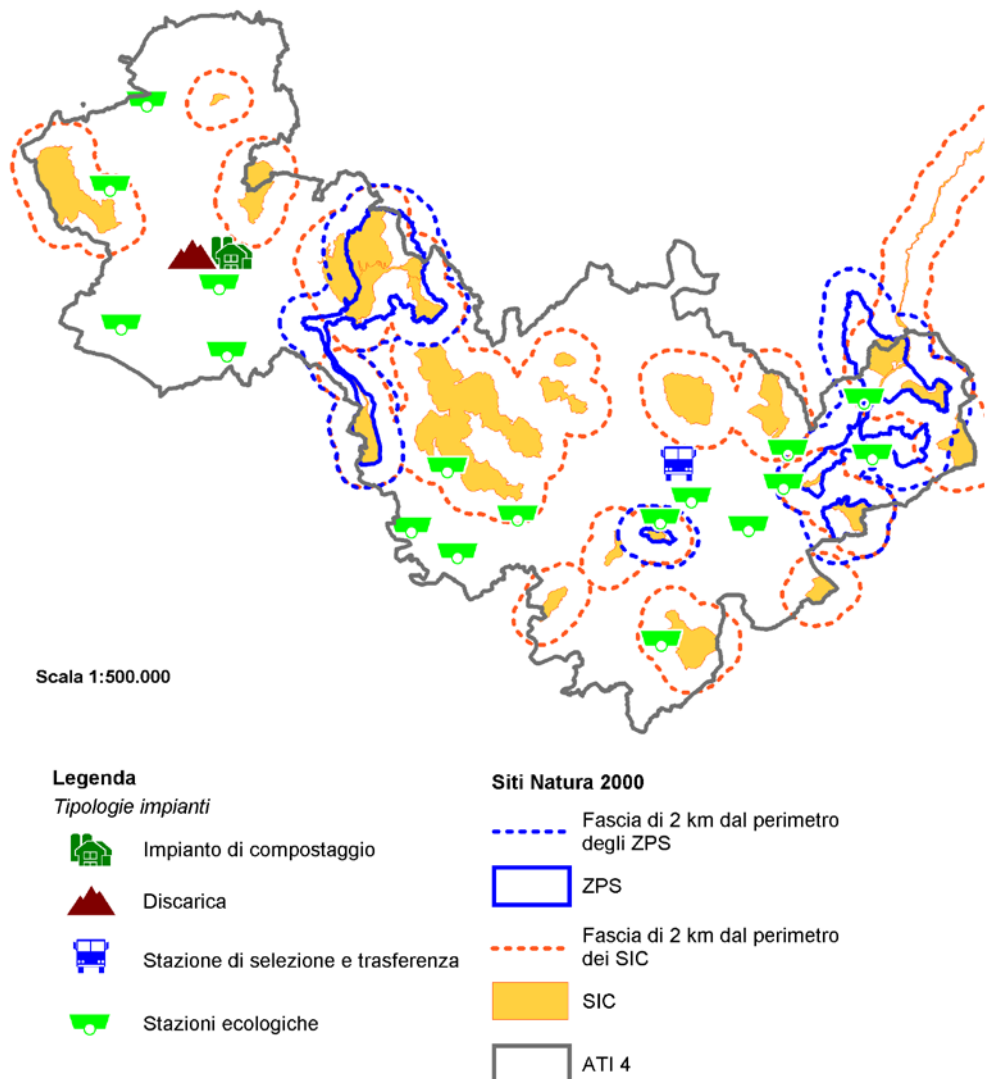 Scala 1:500.000
Legenda
Tipologie impianti
Impianto di compostaggio
Discarica
Stazione di selezione e trasferenza
Stazioni ecologiche
Siti Natura 2000
Fascia di 2 km dal perimetro
degli ZPS
ZPS
Fascia di 2 km dal perimetro
dei SIC
SIC
ATI 4